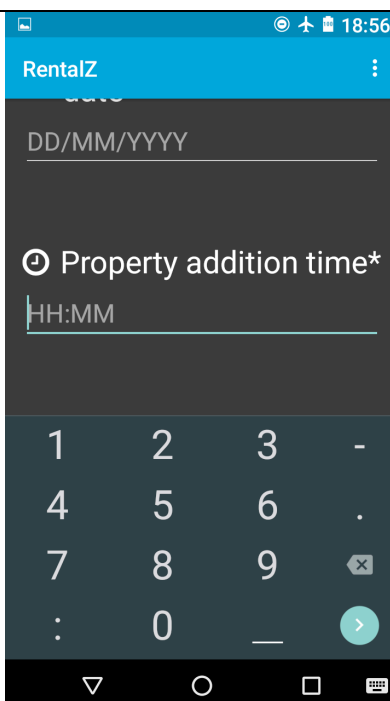 18:56
RentalZ
DD/MM/YYYY
Property addition time*
HH:MM
1 2 3 -
4 5 6 .
7 8 9
: 0 _